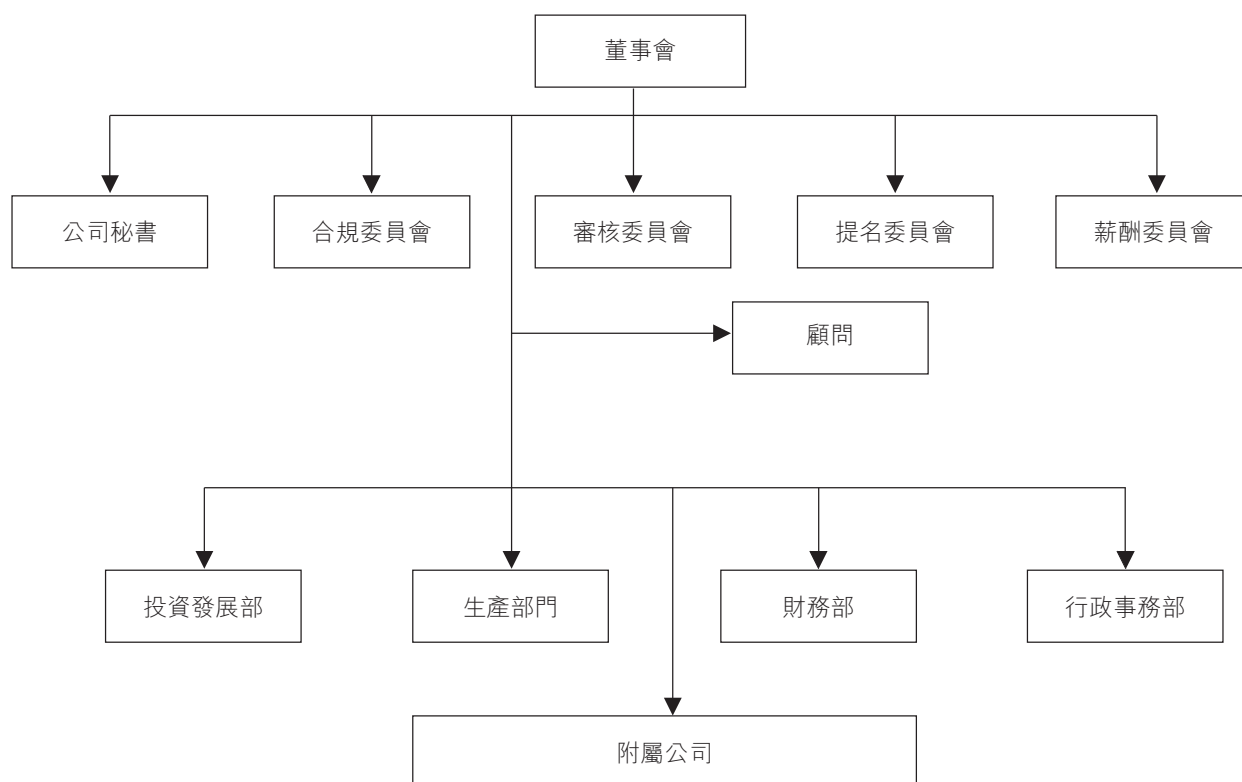 董事會
公司秘書
合規委員會
審核委員會
提名委員會
薪酬委員會
顧問
投資發展部
生產部門
財務部
行政事務部
附屬公司